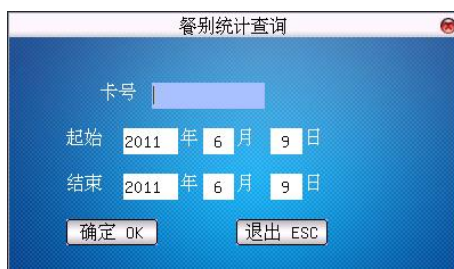 餐别统计查询
卡号
起始 2011 年 6 月 9 日
结束 2011 年 6 月 9 日
确定 OK 退出 ESC